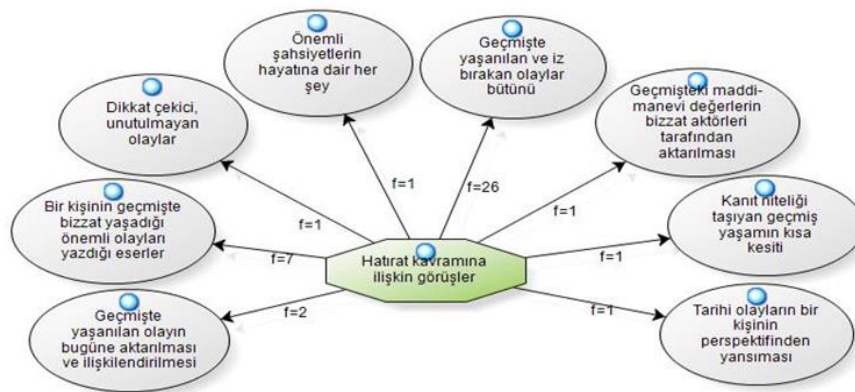 Önemli
şahsiyetlerin
hayatına dair her
şey
Geçmişte
yaşanılan ve iz
bırakan olaylar
bütünü
Dikkat çekici,
unutulmayan
olaylar
Geçmişteki maddi-
manevi değerlerin
bizzat aktörleri
tarafından
aktarılması
Bir kişinin geçmişte
bizzat yaşadığı
önemli olayları
yazdığı eserler
Kanıt niteliği
taşıyan geçmiş
yaşamın kısa
kesiti
Geçmişte
yaşanılan olayın
bugüne aktarılması
ve ilişkilendirilmesi
Tarihi olayların bir
kişinin
perspektifinden
yansıması
Hatırat kavramına
ilişkin görüşler
f=1
f=26
f=1
f=1
f=7
f=1
f=2
f=1